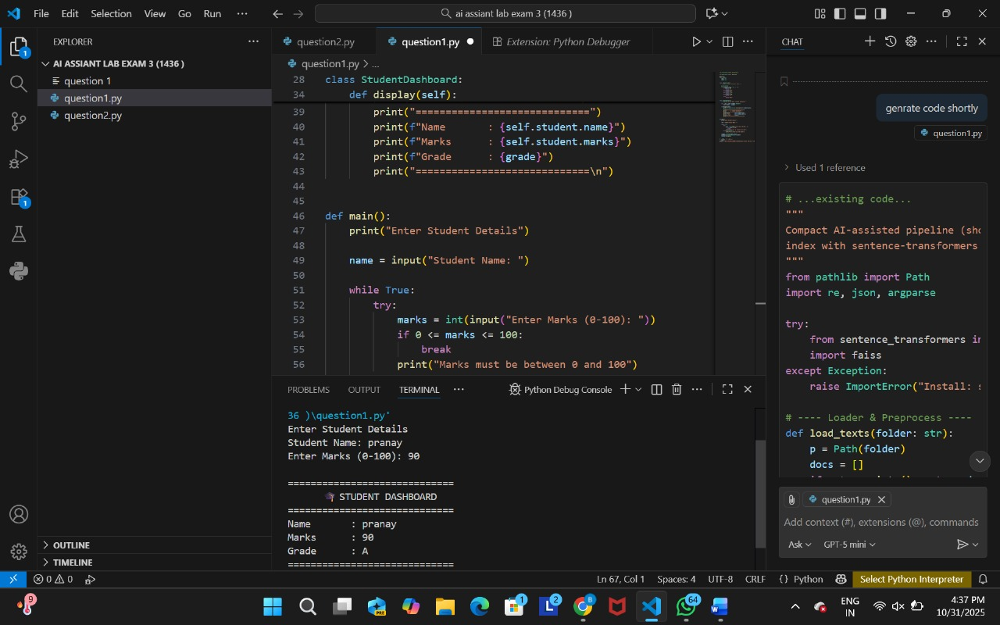 File Edit Selection View Go Run ··· ai assiant lab exam 3 (1436 )
EXPLORER
AI ASSIANT LAB EXAM 3 (1436 )
question 1
question1.py
question2.py
OUTLINE
TIMELINE
question2.py question1.py Extension: Python Debugger
question1.py > ...
28 class StudentDashboard:
34 def display(self):
39 print("=============================")
40 print(f"Name       : {self.student.name}")
41 print(f"Marks      : {self.student.marks}")
42 print(f"Grade      : {grade}")
43 print("=============================\n")
44
45
46 def main():
47 print("Enter Student Details")
48
49 name = input("Student Name: ")
50
51 while True:
52 try:
53 marks = int(input("Enter Marks (0-100): "))
54 if 0 <= marks <= 100:
55 break
56 print("Marks must be between 0 and 100")
PROBLEMS OUTPUT TERMINAL ··· Python Debug Console
36 )\question1.py'
Enter Student Details
Student Name: pranay
Enter Marks (0-100): 90
============================
🎓 STUDENT DASHBOARD
============================
Name       : pranay
Marks      : 90
Grade      : A
============================
CHAT
genrate code shortly
question1.py
Used 1 reference
# ...existing code...
"""
Compact AI-assisted pipeline (sho
index with sentence-transformers
"""
from pathlib import Path
import re, json, argparse
try:
from sentence_transformers im
import faiss
except Exception:
raise ImportError("Install: s
# ---- Loader & Preprocess ----
def load_texts(folder: str):
p = Path(folder)
docs = []
question1.py
Add context (#), extensions (@), commands
Ask GPT-5 mini
0 0 Ln 67, Col 1 Spaces: 4 UTF-8 CRLF {} Python Select Python Interpreter
9 PRE 1 L 2 64 ENG IN 4:37 PM
10/31/2025